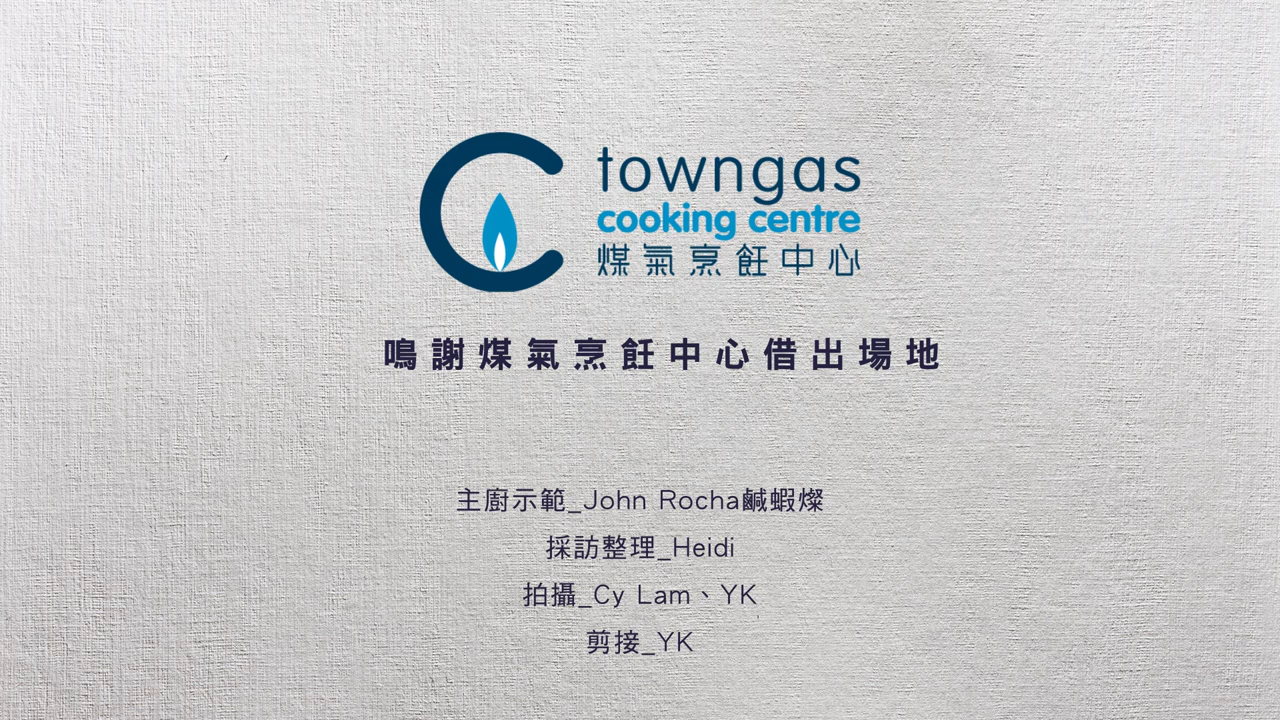 towngas
cooking centre
煤氣烹飪中心
鳴謝煤氣烹飪中心借出場地
主廚示範_John Rocha鹹蝦燦
採訪整理_Heidi
拍攝_Cy Lam、YK
剪接_YK